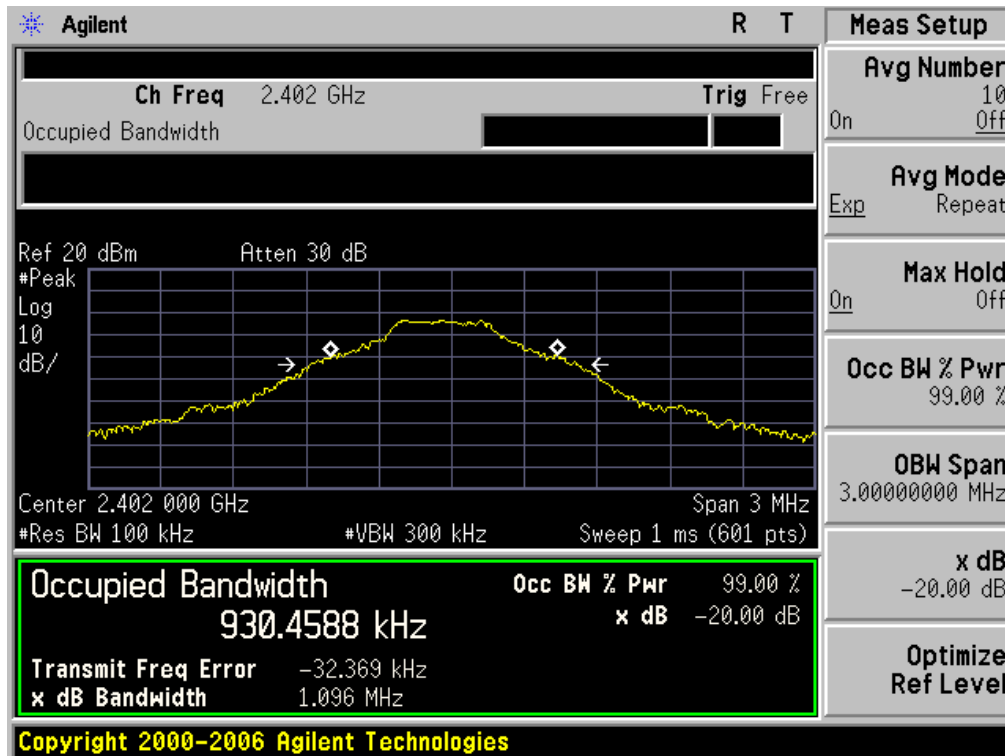 Agilent R T
Ch Freq 2.402 GHz Trig Free
Occupied Bandwidth
Ref 20 dBm Atten 30 dB
#Peak
Log
10
dB/
Center 2.402 000 GHz Span 3 MHz
#Res BW 100 kHz #VBW 300 kHz Sweep 1 ms (601 pts)
Occupied Bandwidth Occ BW % Pwr 99.00 %
930.4588 kHz x dB -20.00 dB
Transmit Freq Error -32.369 kHz
x dB Bandwidth 1.096 MHz
Copyright 2000-2006 Agilent Technologies
Meas Setup
Avg Number
10
On Off
Avg Mode
Exp Repeat
Max Hold
On Off
Occ BW % Pwr
99.00 %
OBW Span
3.00000000 MHz
x dB
-20.00 dB
Optimize
Ref Level